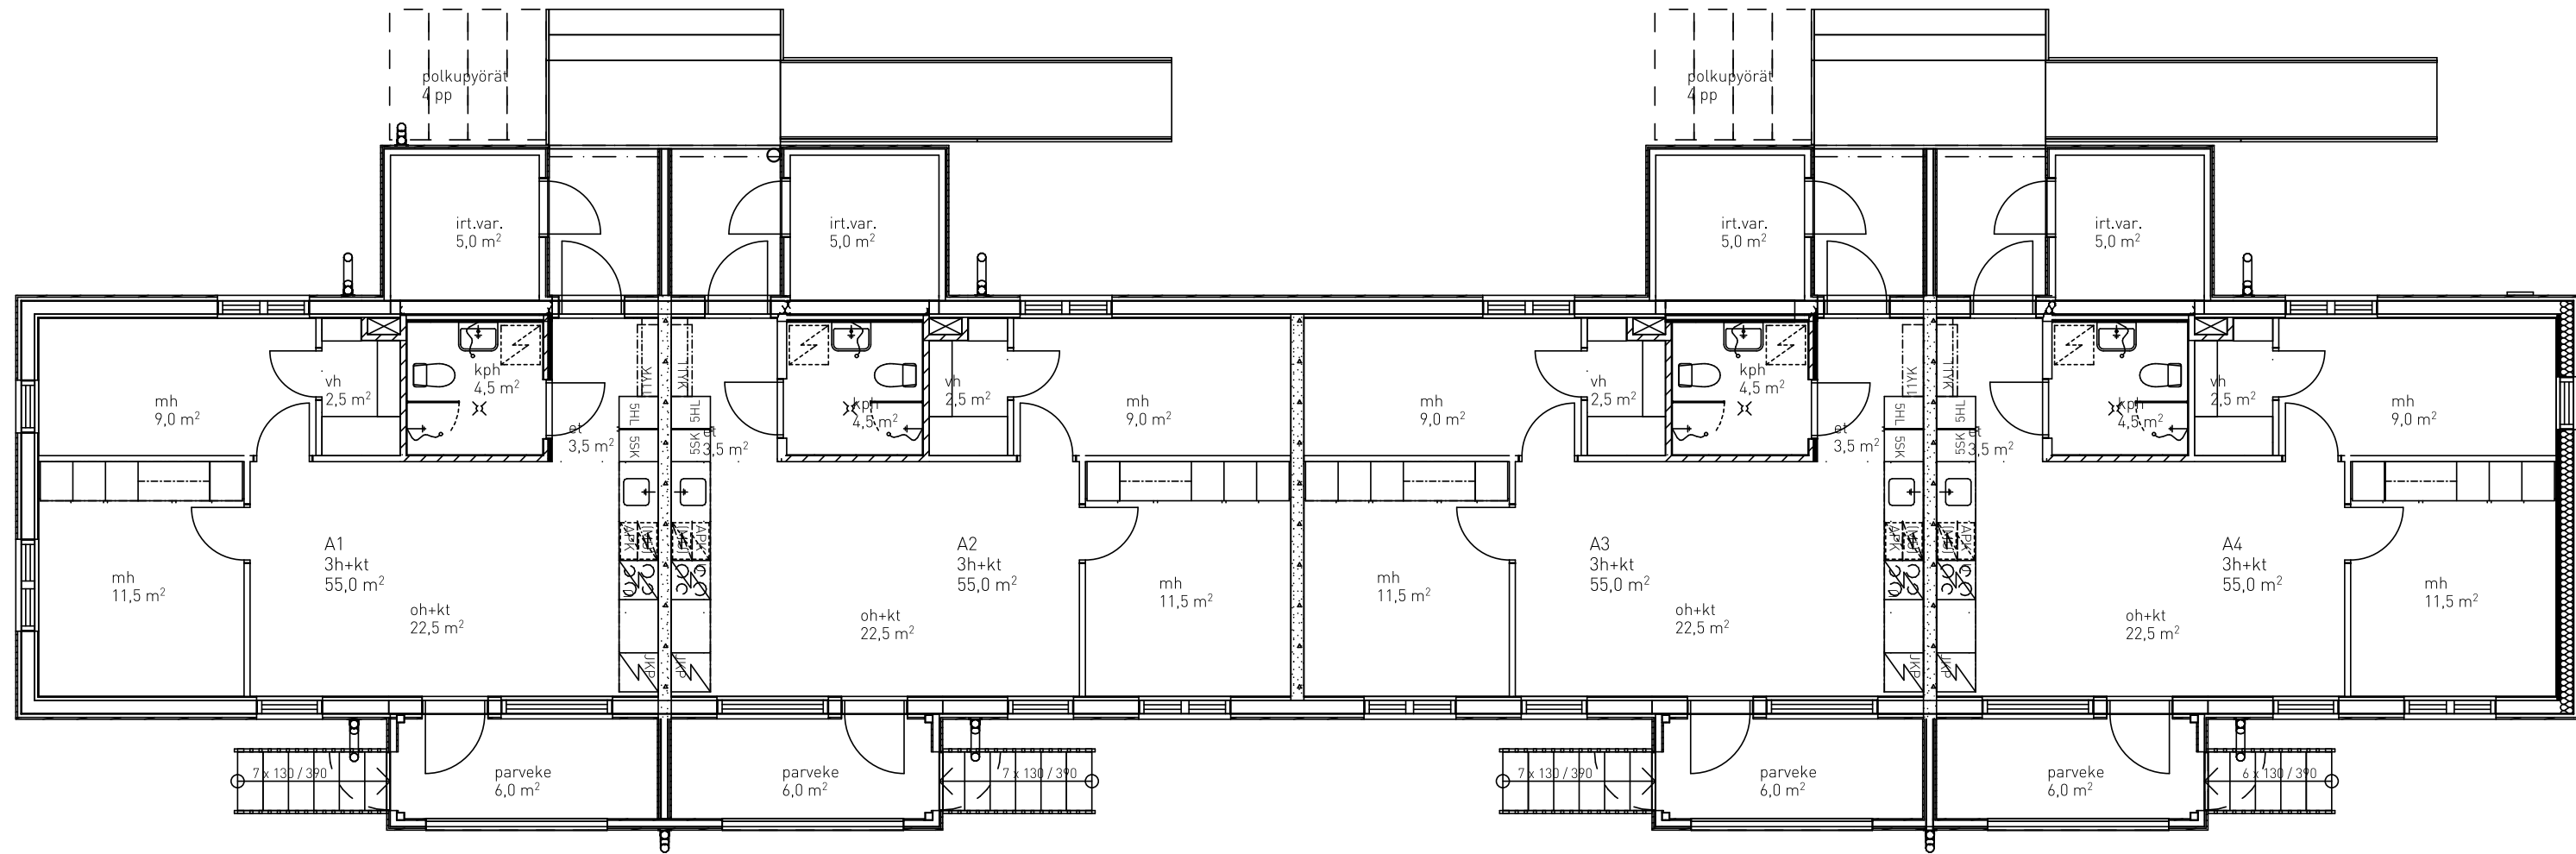 polkupyörät
4 pp
polkupyörät
4 pp
irt.var.
5,0 m²
irt.var.
5,0 m²
irt.var.
5,0 m²
irt.var.
5,0 m²
mh
9,0 m²
vh
2,5 m²
kph
4,5 m²
et
3,5 m²
5HL
5SK
5HL
5SK
et
3,5 m²
kph
4,5 m²
vh
2,5 m²
mh
9,0 m²
mh
9,0 m²
vh
2,5 m²
kph
4,5 m²
et
3,5 m²
5HL
5SK
5HL
5SK
et
3,5 m²
kph
4,5 m²
vh
2,5 m²
mh
9,0 m²
mh
11,5 m²
A1
3h+kt
55,0 m²
oh+kt
22,5 m²
APK
APK
JKP
JKP
A2
3h+kt
55,0 m²
oh+kt
22,5 m²
mh
11,5 m²
mh
11,5 m²
A3
3h+kt
55,0 m²
oh+kt
22,5 m²
APK
APK
JKP
JKP
A4
3h+kt
55,0 m²
oh+kt
22,5 m²
mh
11,5 m²
7 x 130 / 390
parveke
6,0 m²
parveke
6,0 m²
7 x 130 / 390
7 x 130 / 390
parveke
6,0 m²
parveke
6,0 m²
6 x 130 / 390